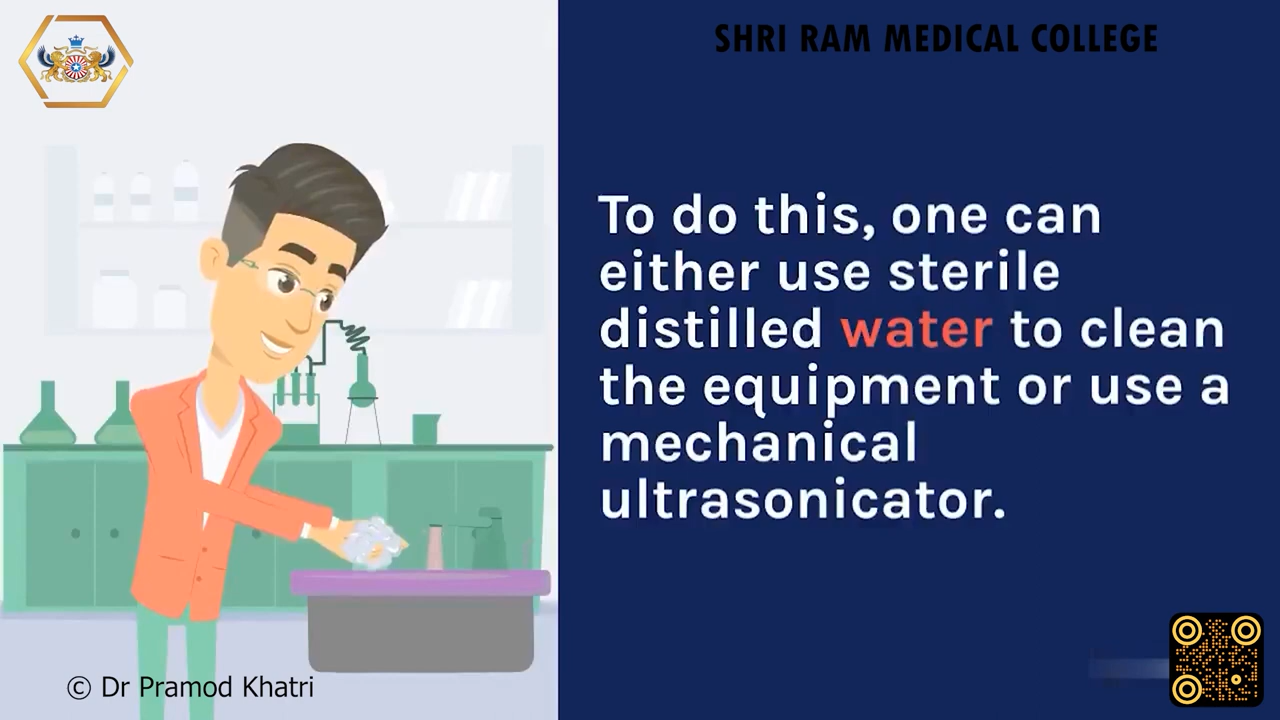 SHRI RAM MEDICAL COLLEGE
To do this, one can
either use sterile
distilled water to clean
the equipment or use a
mechanical
ultrasonicator.
© Dr Pramod Khatri